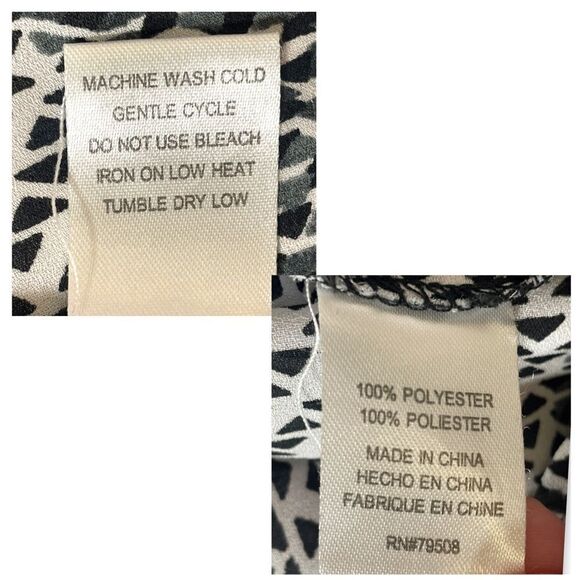 MACHINE WASH COLD
GENTLE CYCLE
DO NOT USE BLEACH
IRON ON LOW HEAT
TUMBLE DRY LOW
100% POLYESTER
100% POLIESTER
MADE IN CHINA
HECHO EN CHINA
FABRIQUE EN CHINE
RN#79508